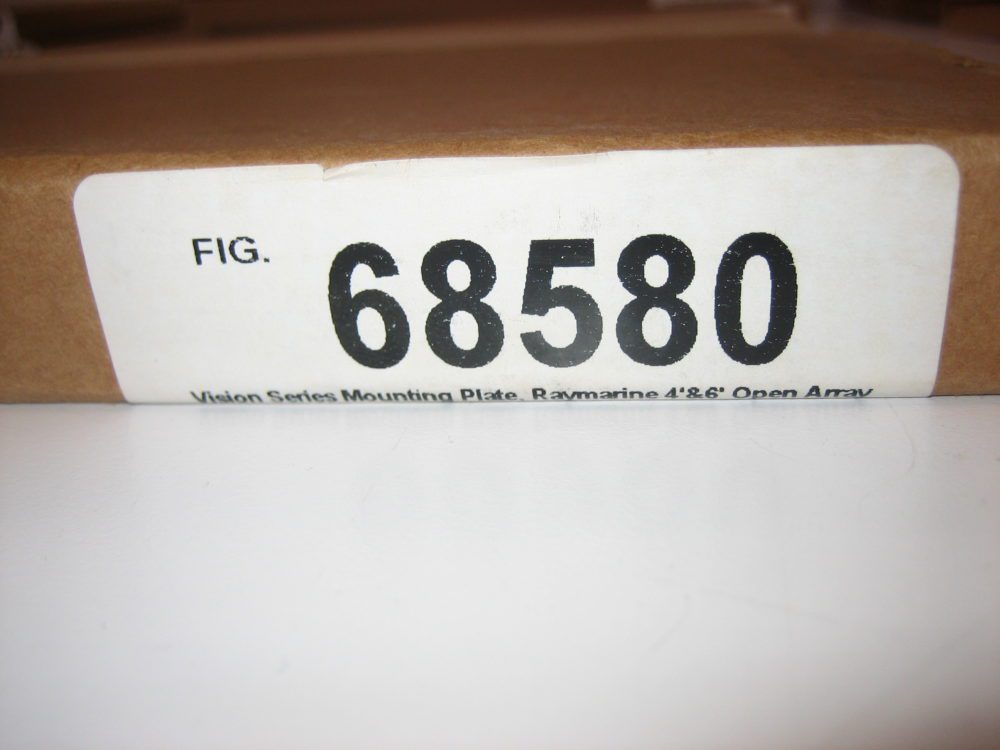 FIG.
68580
Vision Series Mounting Plate, Raymarine 4'&6' Open Array